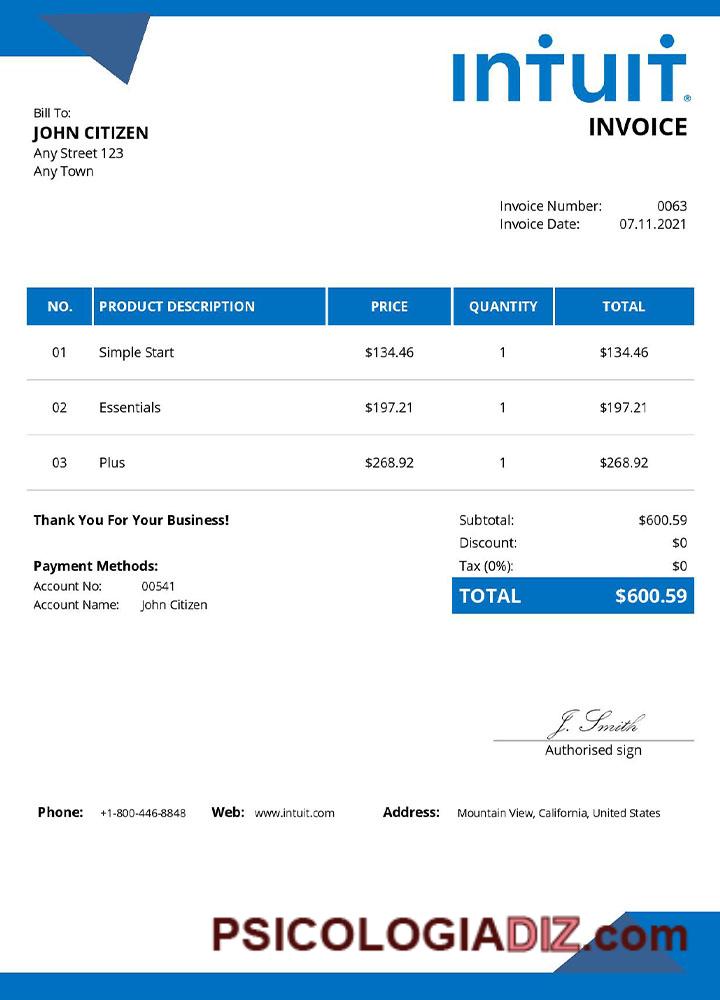 ıntuıt®
INVOICE
Bill To:
JOHN CITIZEN
Any Street 123
Any Town
Invoice Number: 0063
Invoice Date: 07.11.2021
NO. PRODUCT DESCRIPTION PRICE QUANTITY TOTAL
01 Simple Start $134.46 1 $134.46
02 Essentials $197.21 1 $197.21
03 Plus $268.92 1 $268.92
Thank You For Your Business!
Payment Methods:
Account No: 00541
Account Name: John Citizen
Subtotal: $600.59
Discount: $0
Tax (0%): $0
TOTAL $600.59
J. Smith
Authorised sign
Phone: +1-800-446-8848 Web: www.intuit.com Address: Mountain View, California, United States
PSICOLOGIADIZ.com